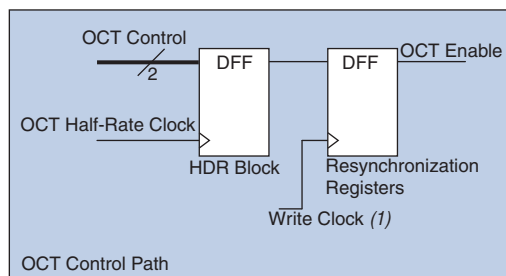 OCT Control
2
DFF
DFF
OCT Enable
OCT Half-Rate Clock
HDR Block
Resynchronization
Registers
Write Clock (1)
OCT Control Path